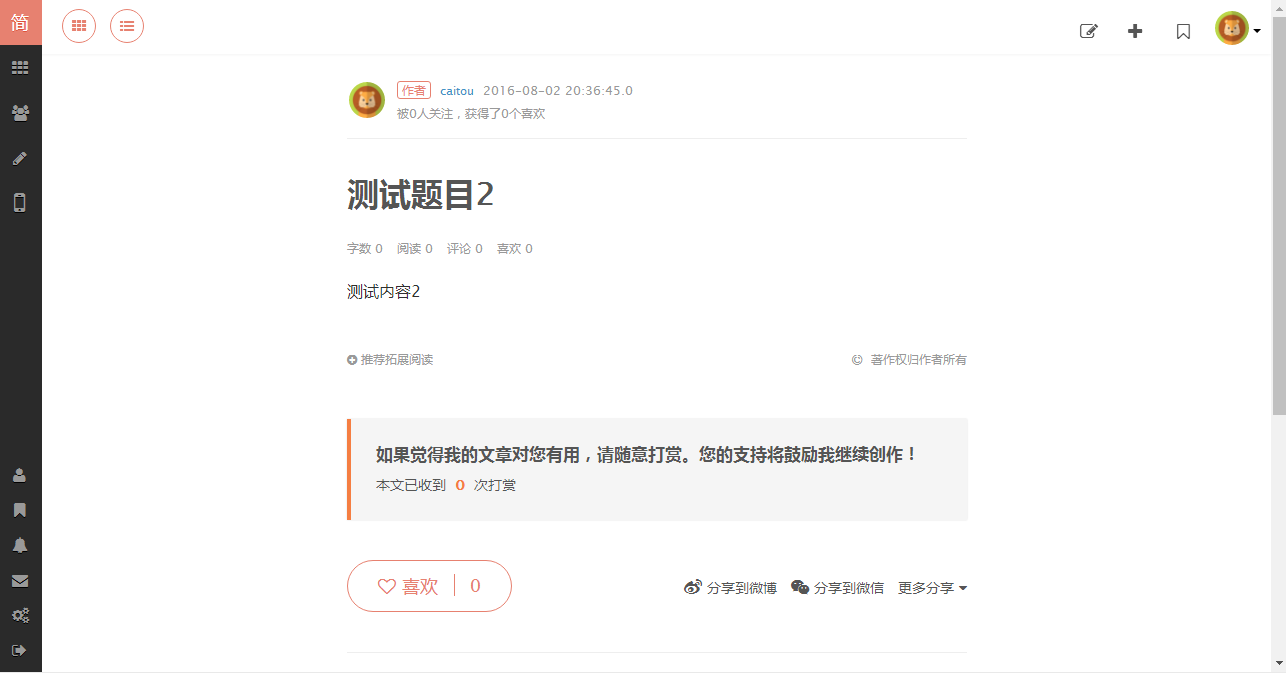 简
作者 caitou 2016-08-02 20:36:45.0
被0人关注，获得了0个喜欢
测试题目2
字数 0 阅读 0 评论 0 喜欢 0
测试内容2
推荐拓展阅读
© 著作权归作者所有
如果觉得我的文章对您有用，请随意打赏。您的支持将鼓励我继续创作！
本文已收到 0 次打赏
喜欢 0
分享到微博 分享到微信 更多分享